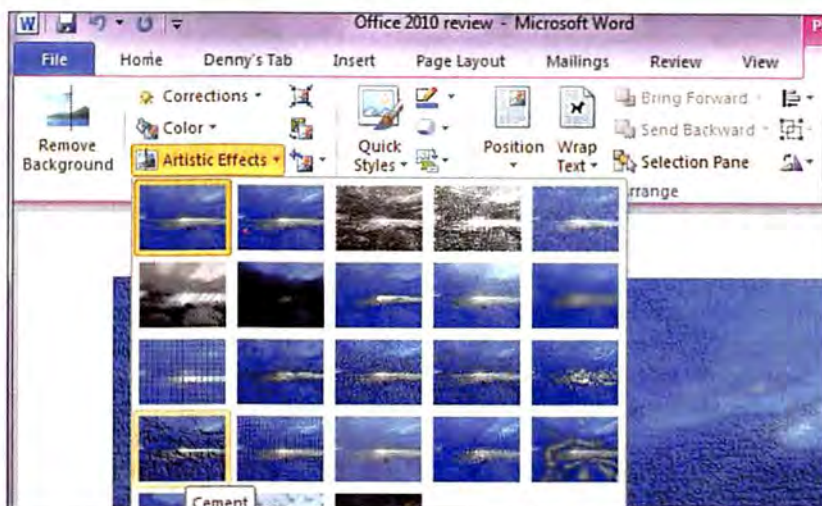 W Office 2010 review - Microsoft Word P
File Home Denny's Tab Insert Page Layout Mailings Review View
Remove Background
Corrections
Color
Artistic Effects
Quick Styles
Position
Wrap Text
Bring Forward
Send Backward
Selection Pane
rrange
Cement